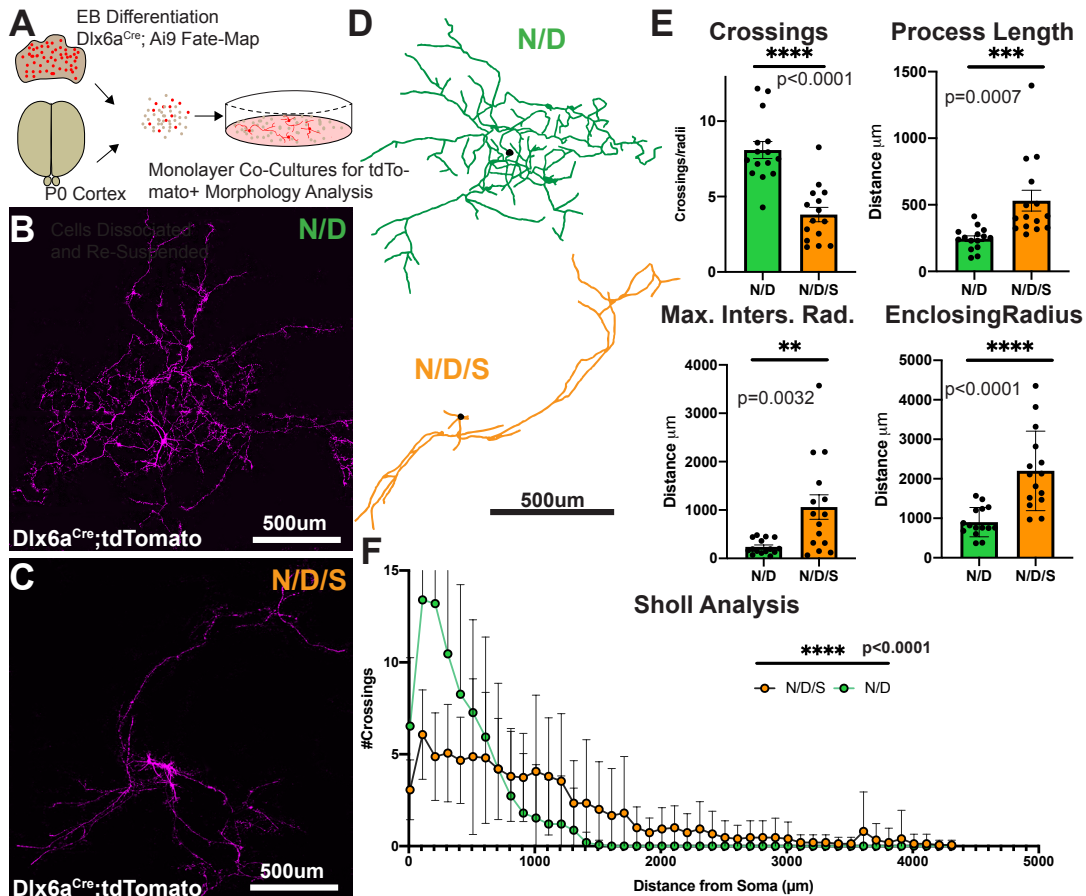 A
EB Differentiation
Dlx6aCre; Ai9 Fate-Map
P0 Cortex
Monolayer Co-Cultures for tdTo-
mato+ Morphology Analysis
B
Cells Dissociated
and Re-Suspended
N/D
Dlx6aCre;tdTomato
500um
C
N/D/S
Dlx6aCre;tdTomato
500um
D
N/D
N/D/S
500um
E
Crossings
****
p<0.0001
Crossings/radii
10
5
0
N/D
N/D/S
Process Length
***
p=0.0007
Distance μm
1500
1000
500
0
N/D
N/D/S
Max. Inters. Rad.
**
p=0.0032
Distance μm
4000
3000
2000
1000
0
N/D
N/D/S
EnclosingRadius
****
p<0.0001
Distance μm
5000
4000
3000
2000
1000
0
N/D
N/D/S
F
Sholl Analysis
****
p<0.0001
N/D/S
N/D
#Crossings
15
10
5
0
0
1000
2000
3000
4000
5000
Distance from Soma (μm)